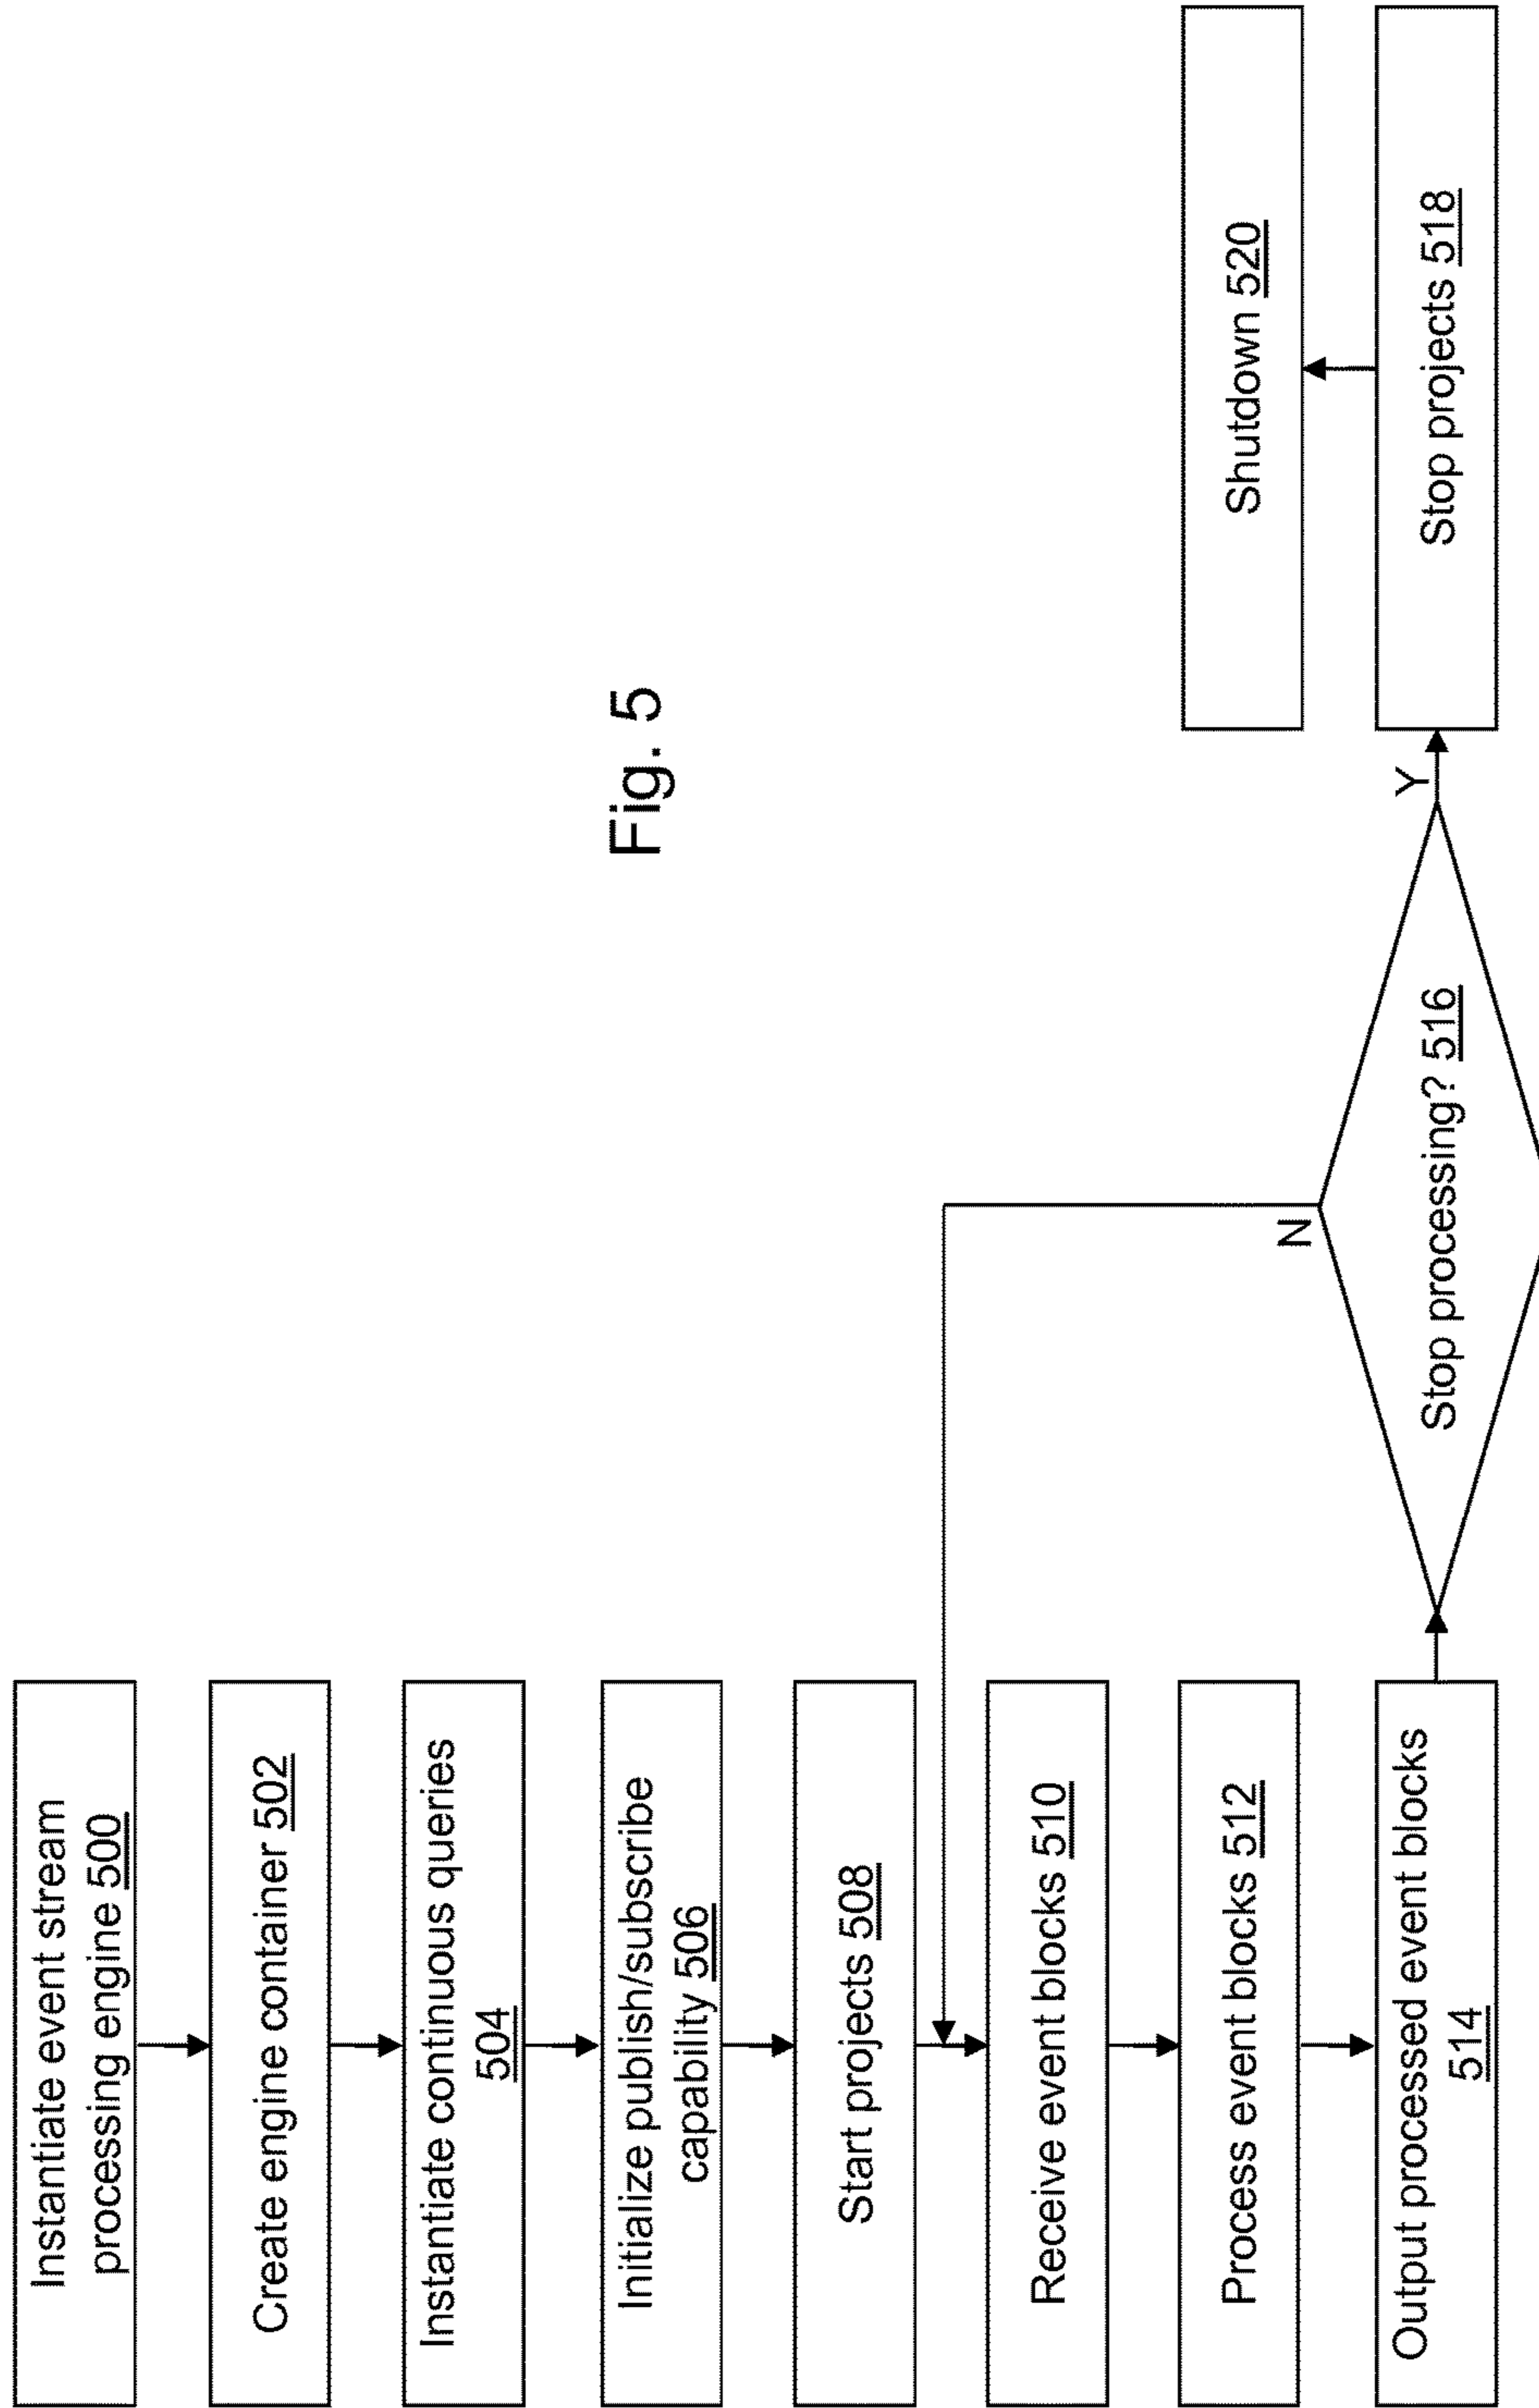 Instantiate event stream
processing engine 500
Create engine container 502
Instantiate continuous queries
504
Initialize publish/subscribe
capability 506
Start projects 508
Receive event blocks 510
Process event blocks 512
Output processed event blocks
514
Stop processing? 516
N
Y
Stop projects 518
Shutdown 520
Fig. 5